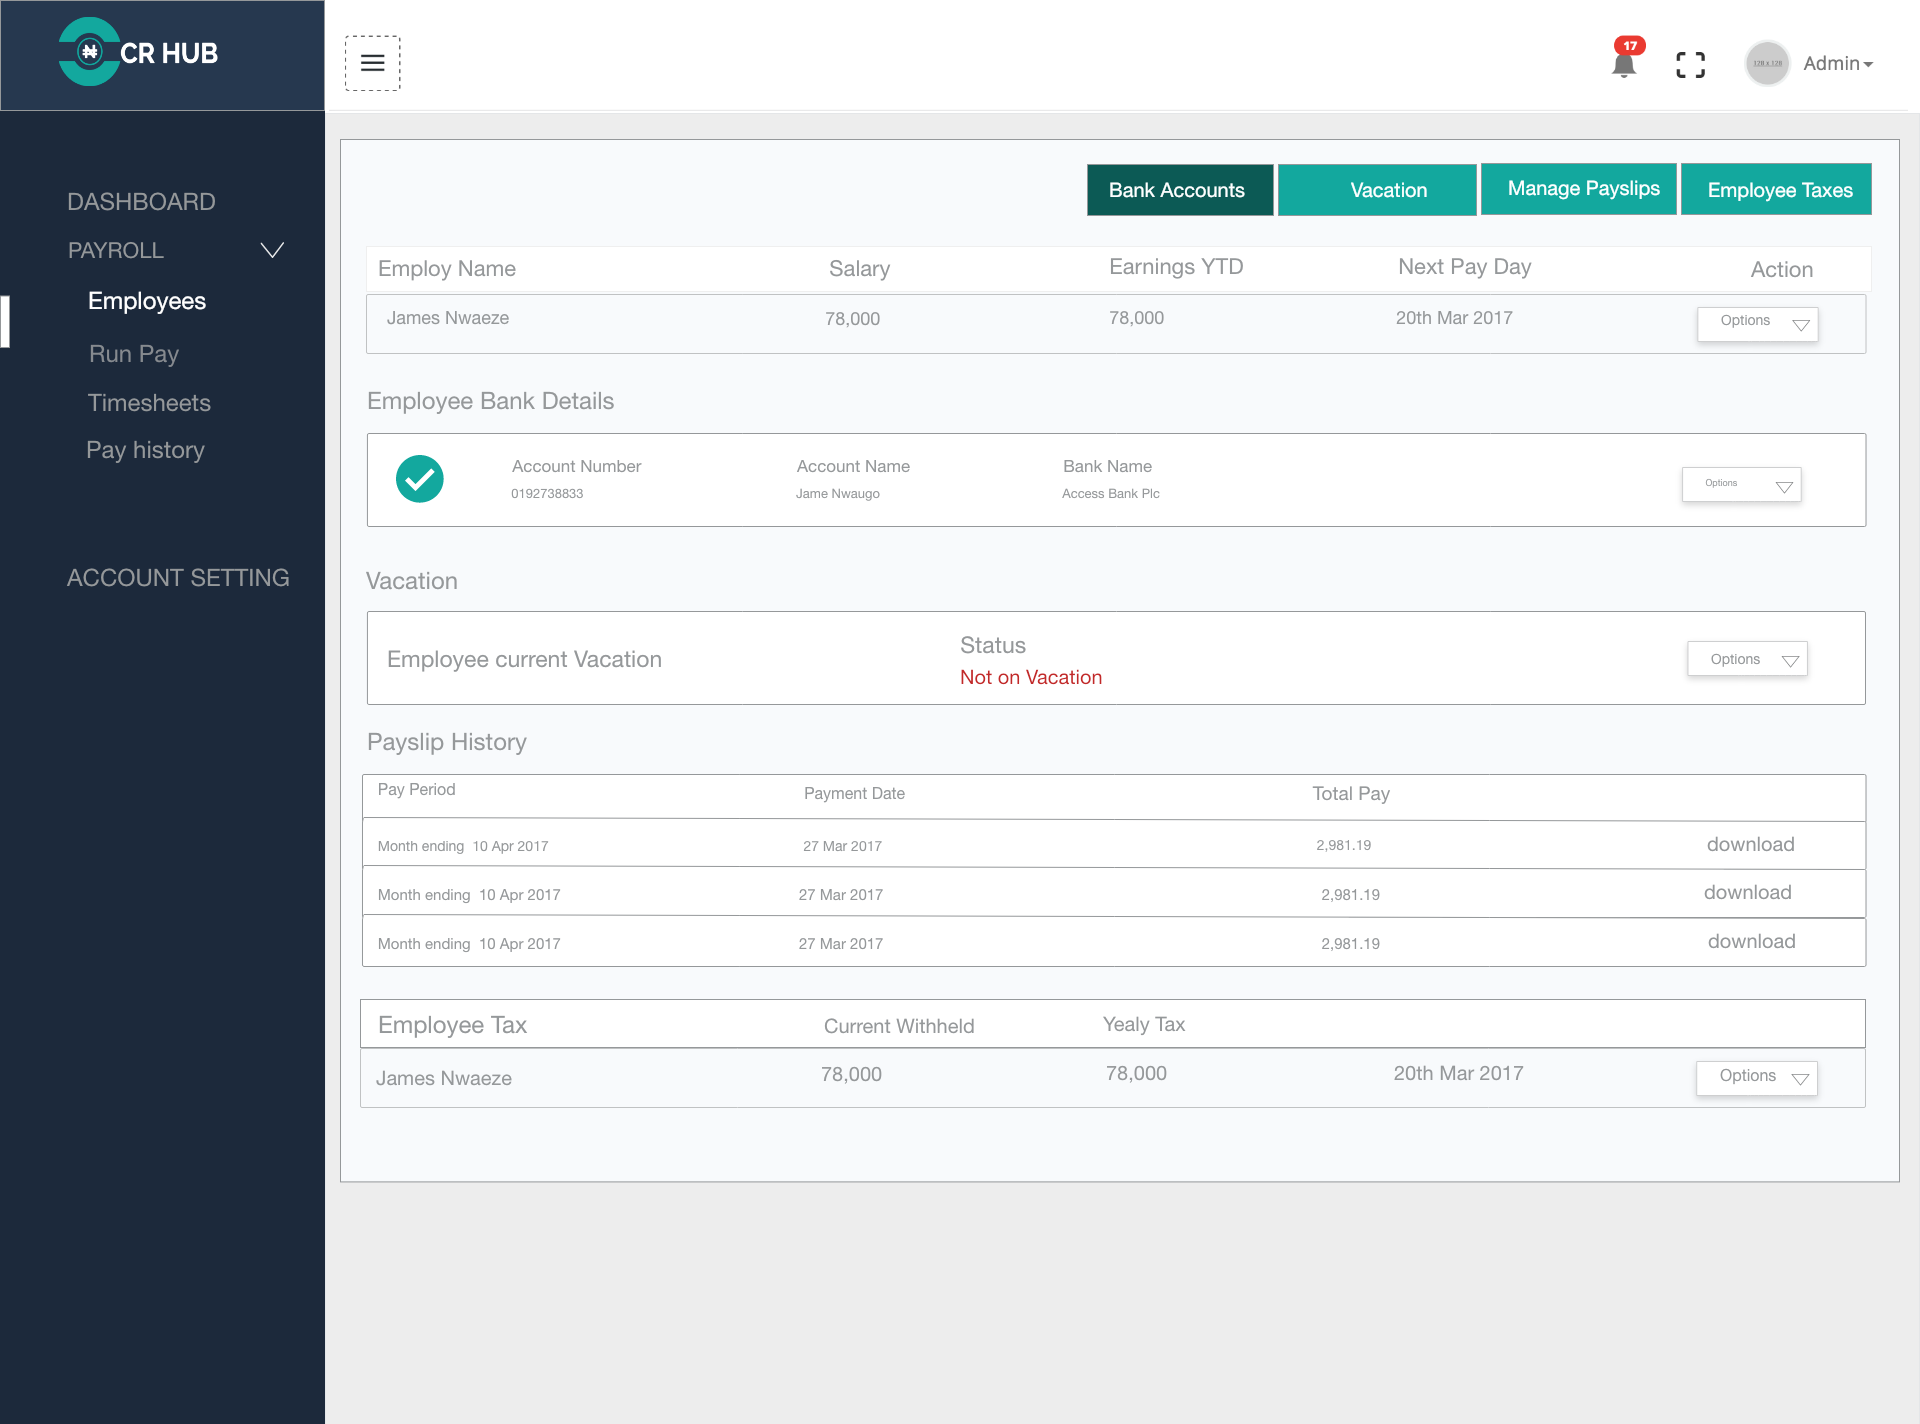 CR HUB
17
128 x 128
Admin
DASHBOARD
PAYROLL
Employees
Run Pay
Timesheets
Pay history
ACCOUNT SETTING
Bank Accounts Vacation Manage Payslips Employee Taxes
Employ Name Salary Earnings YTD Next Pay Day Action
James Nwaeze 78,000 78,000 20th Mar 2017 Options
Employee Bank Details
Account Number Account Name Bank Name
0192738833 Jame Nwaugo Access Bank Plc Options
Vacation
Employee current Vacation Status Options
Not on Vacation
Payslip History
Pay Period Payment Date Total Pay
Month ending 10 Apr 2017 27 Mar 2017 2,981.19 download
Month ending 10 Apr 2017 27 Mar 2017 2,981.19 download
Month ending 10 Apr 2017 27 Mar 2017 2,981.19 download
Employee Tax Current Withheld Yealy Tax
James Nwaeze 78,000 78,000 20th Mar 2017 Options